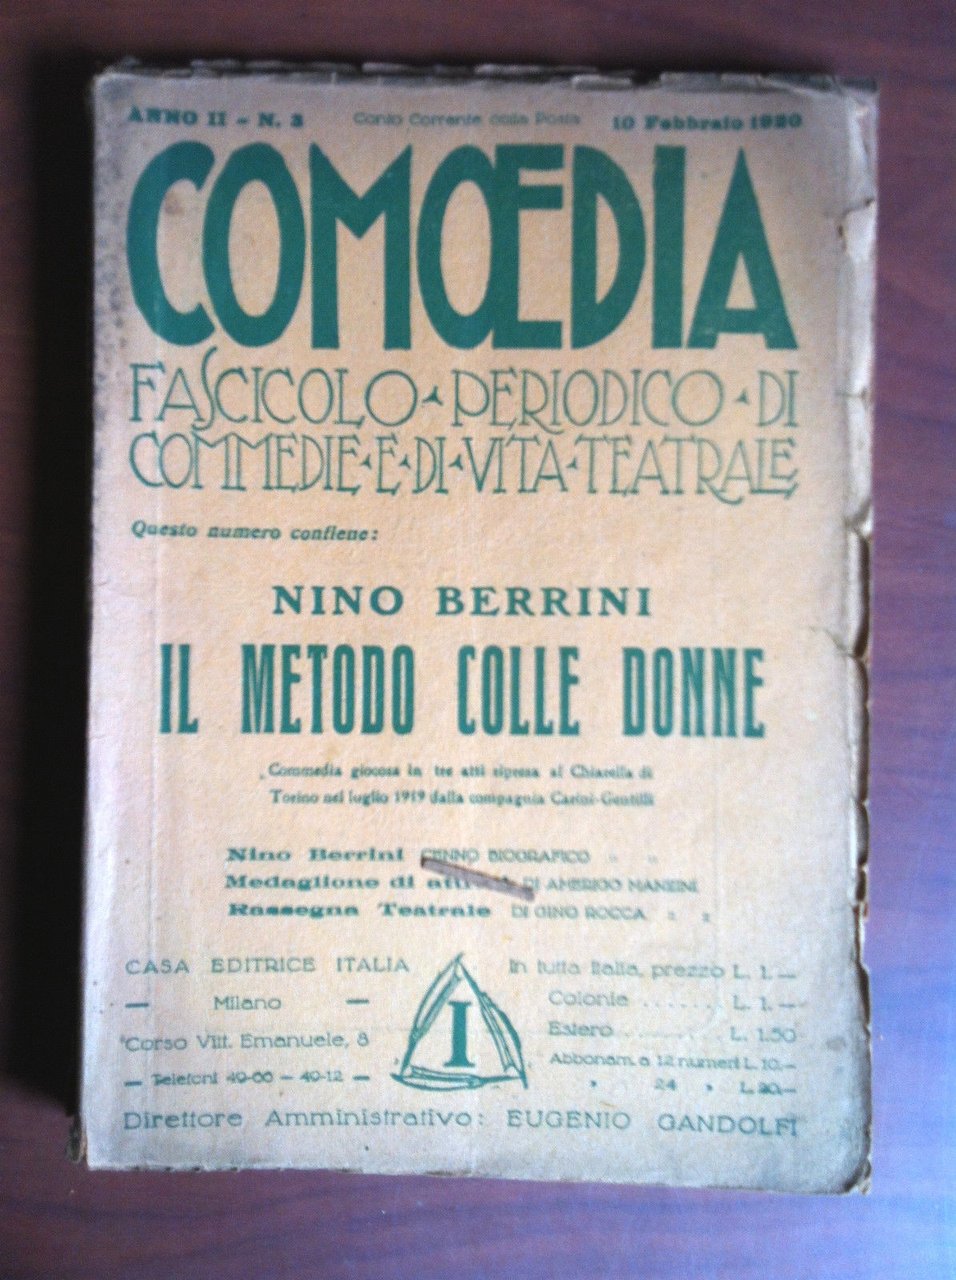 ANNO II - N. 3 Conto Corrente colla Posta 10 Febbraio 1920
COMŒDIA
FASCICOLO PERIODICO DI
COMMEDIE E DI VITA TEATRALE
Questo numero contiene:
NINO BERRINI
IL METODO COLLE DONNE
Commedia giocosa in tre atti ripresa al Chiarella di
Torino nel luglio 1919 dalla compagnia Carini-Gentilli
Nino Berrini CENNO BIOGRAFICO " "
Medaglione di DI AMERIGO MANZINI
Rassegna Teatrale DI GINO ROCCA " "
CASA EDITRICE ITALIA
— Milano —
Corso Vitt. Emanuele, 8
— Telefoni 40-60 — 40-12 —
I
In tutta Italia, prezzo L. 1.—
Colonie ....... L. 1.—
Estero ......... L. 1.50
Abbonam. a 12 numeri L. 10.—
" 24 " L. 20.—
Direttore Amministrativo: EUGENIO GANDOLFI